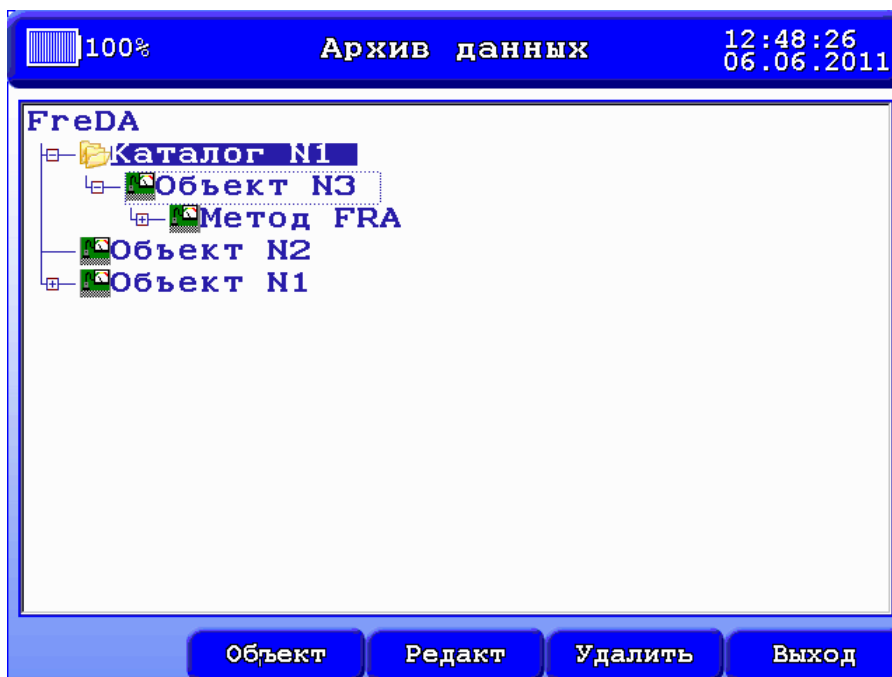 100% Архив данных 12:48:26
06.06.2011
FreDA
Каталог N1
Объект N3
Метод FRA
Объект N2
Объект N1
Объект Редакт Удалить Выход